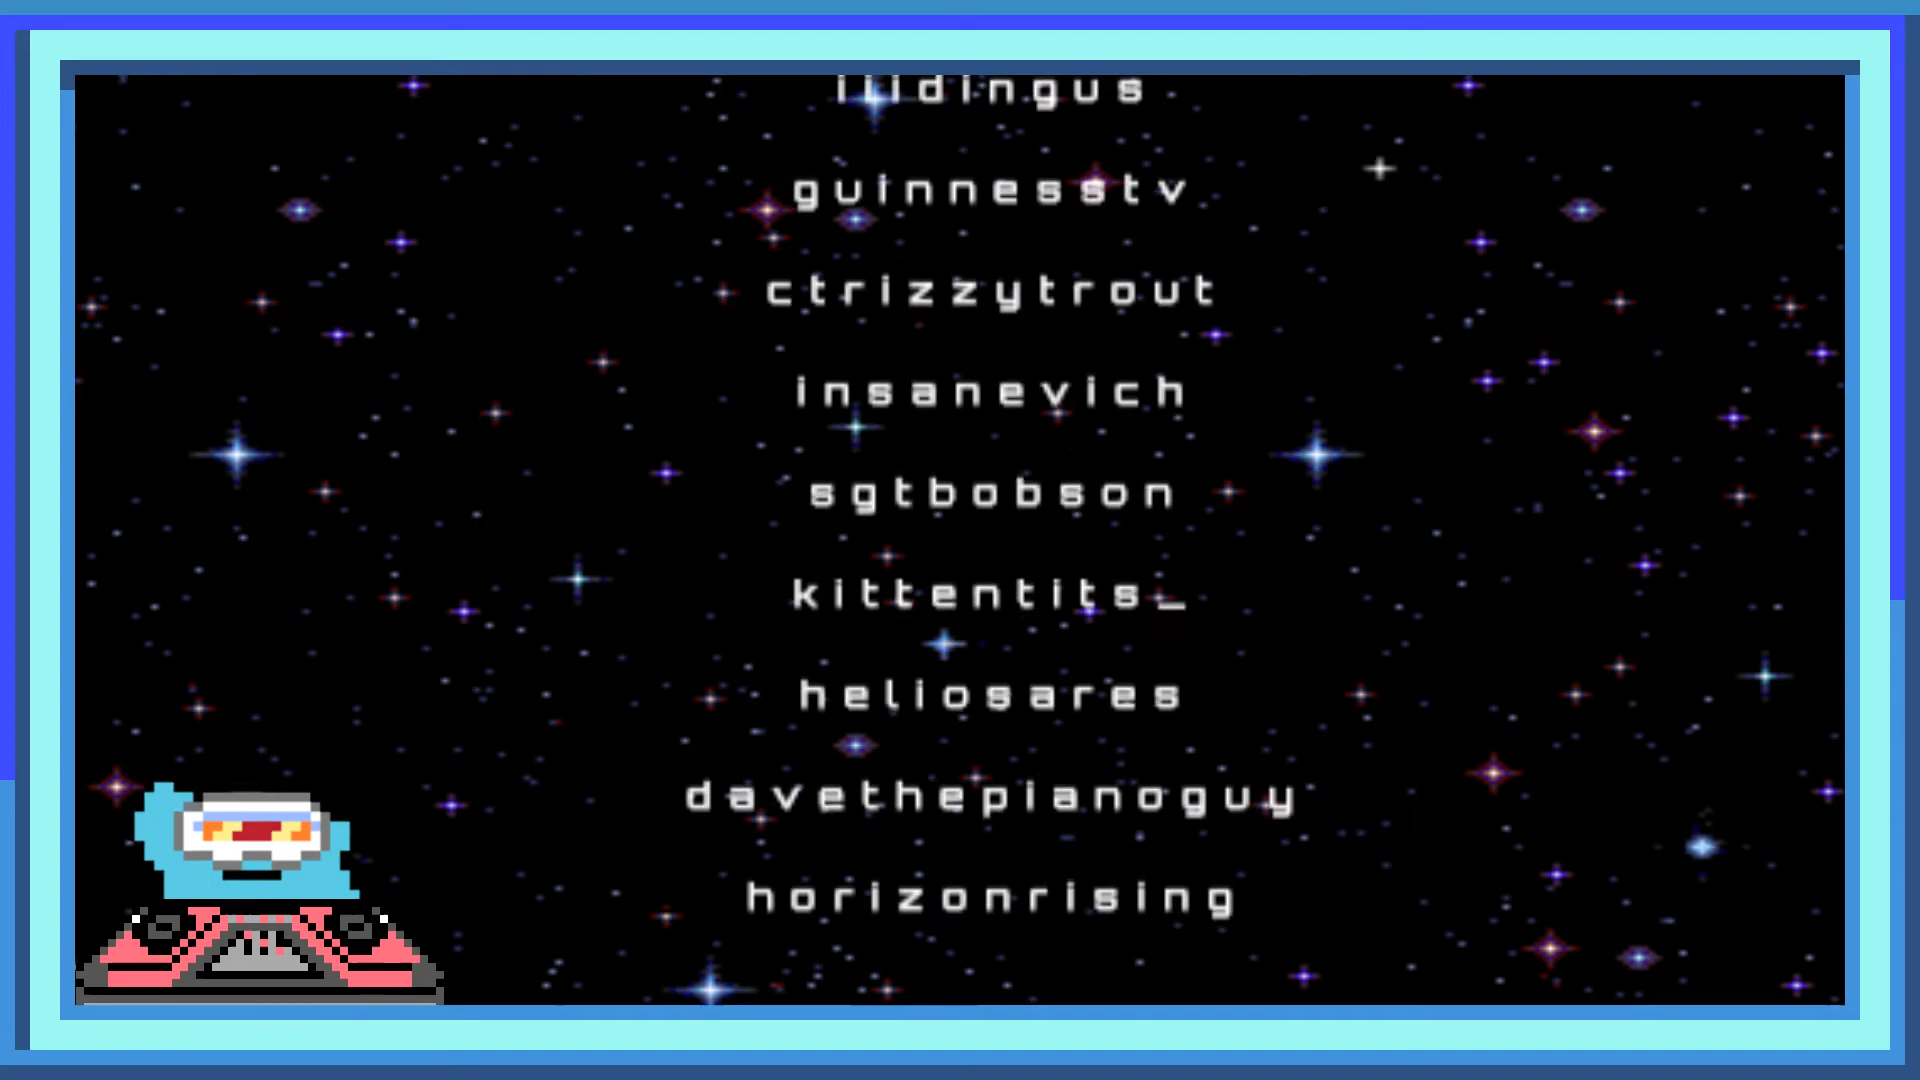 guinnesstv
ctrizzytrout
insanevich
sgtbobson
kittentits_
heliosares
davethepianoguy
horizonrising